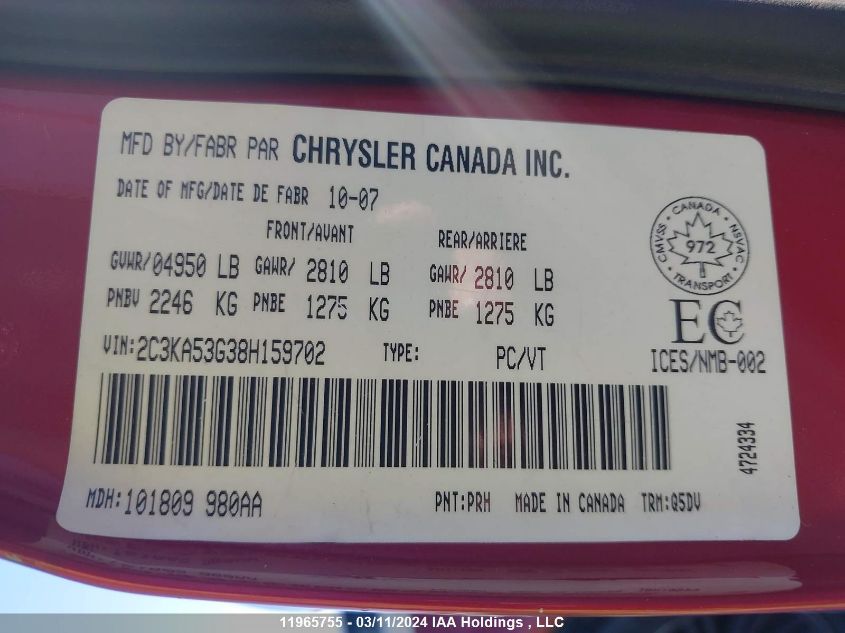 MFD BY/FABR PAR CHRYSLER CANADA INC.
DATE OF MFG/DATE DE FABR 10-07
FRONT/AVANT REAR/ARRIERE
GVWR/04950 LB GAWR/ 2810 LB GAWR/ 2810 LB
PNBV 2246 KG PNBE 1275 KG PNBE 1275 KG
CANADA
CMVSS 972 NSVAC
TRANSPORT
EC
VIN:2C3KA53G38H159702 TYPE: PC/VT ICES/NMB-002
4724334
MDH:101809 980AA PNT:PRH MADE IN CANADA TRM:Q5DV
11965755 - 03/11/2024 IAA Holdings , LLC